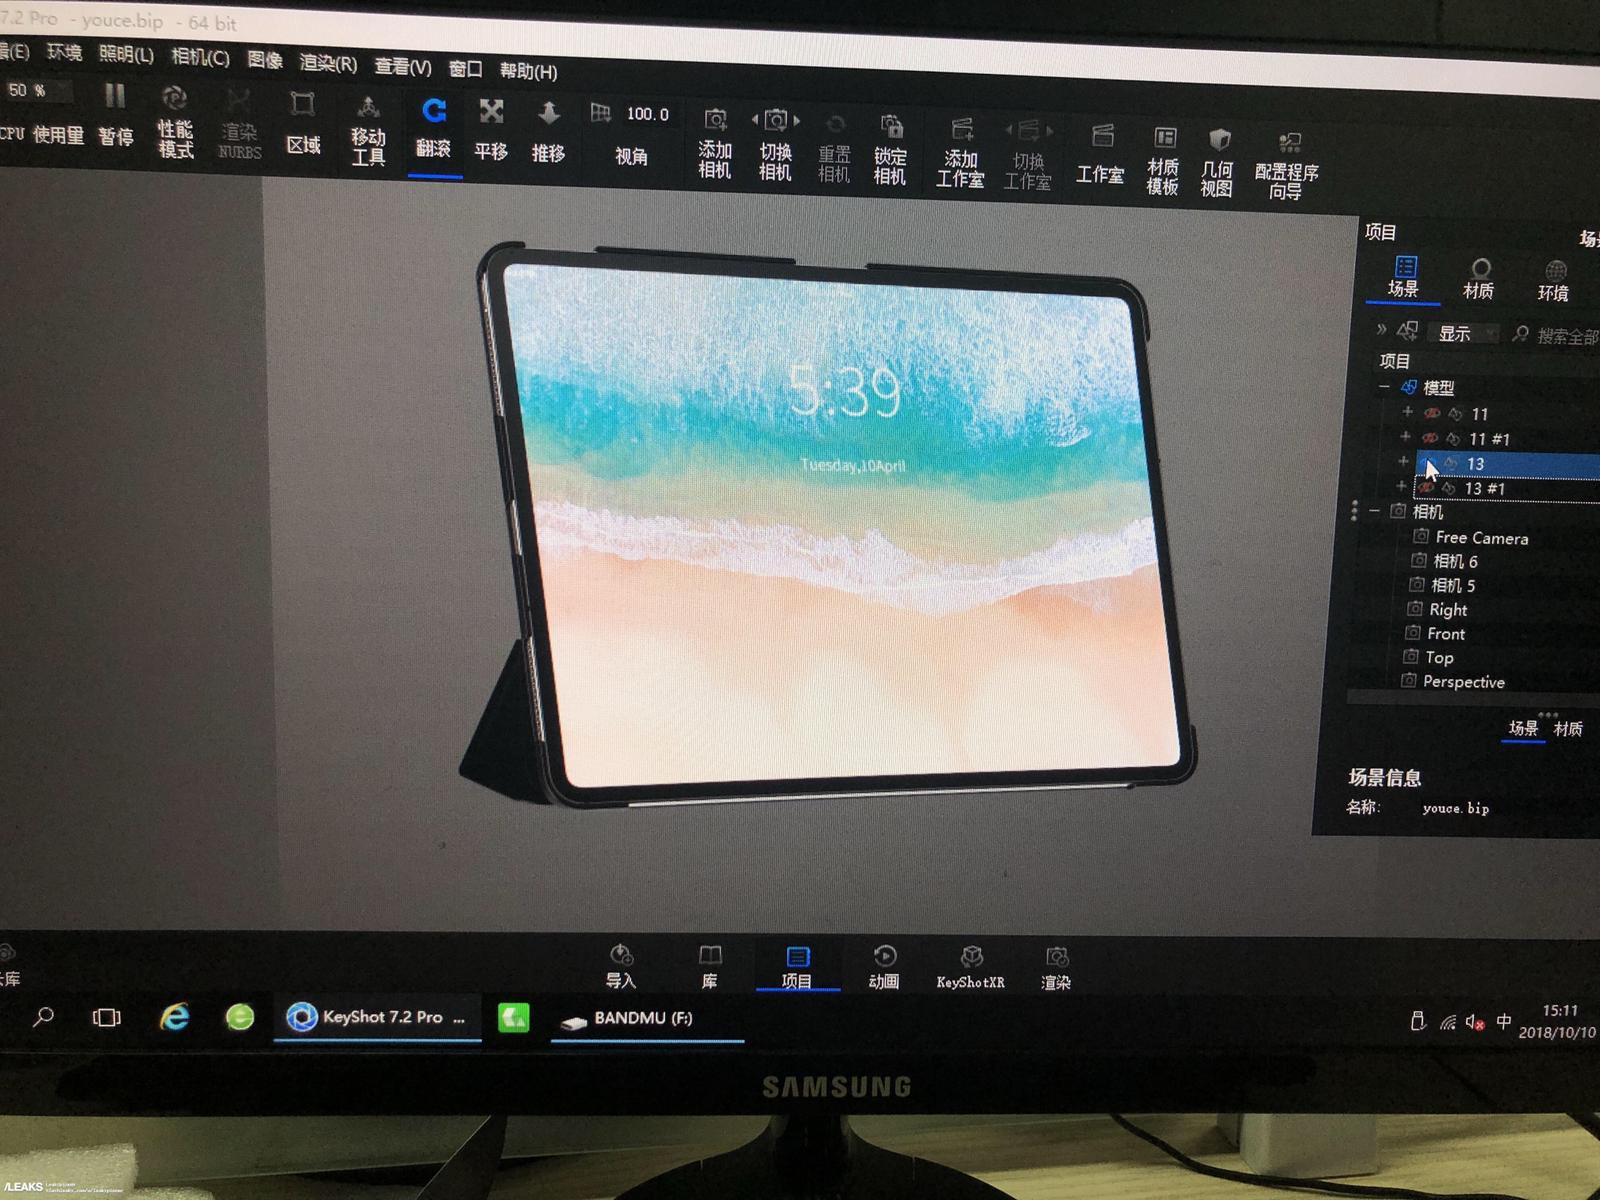 7.2 Pro - youce.bip - 64 bit
(E) 环境 照明(L) 相机(C) 图像 渲染(R) 查看(V) 窗口 帮助(H)
50 %
CPU 使用量
暂停
性能
模式
渲染
NURBS
区域
移动
工具
翻滚
平移
推移
100.0
视角
添加
相机
切换
相机
重置
相机
锁定
相机
添加
工作室
切换
工作室
工作室
材质
模板
几何
视图
配置程序
向导
5:39
Tuesday,10April
项目
场景
材质
环境
显示
搜索全部
项目
模型
11
11 #1
13
13 #1
相机
Free Camera
相机 6
相机 5
Right
Front
Top
Perspective
场景 材质
场景信息
名称: youce.bip
库
导入
库
项目
动画
KeyShotXR
渲染
KeyShot 7.2 Pro ...
BANDMU (F:)
中
15:11
2018/10/10
SAMSUNG
/LEAKS